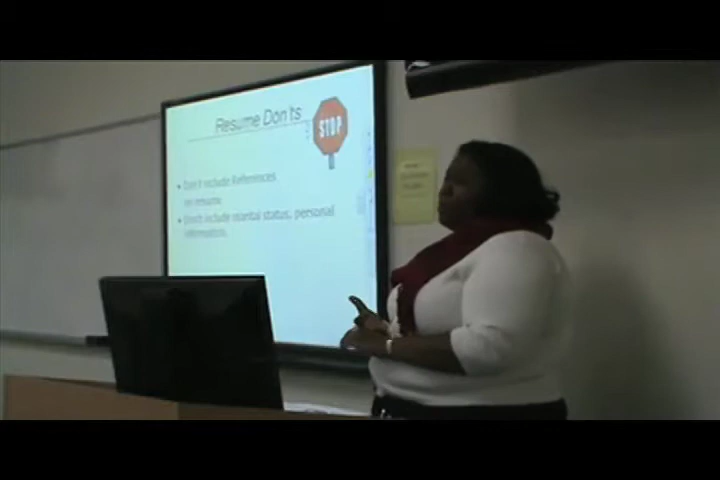 Resume Don'ts
STOP
• Don't include References
on resume
• Don't include marital status, personal
information